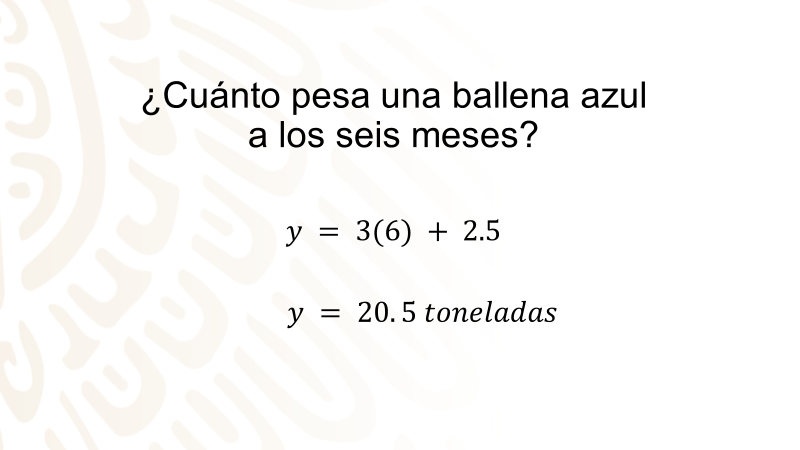 ¿Cuánto pesa una ballena azul
a los seis meses?
y = 3(6) + 2.5
y = 20.5 toneladas